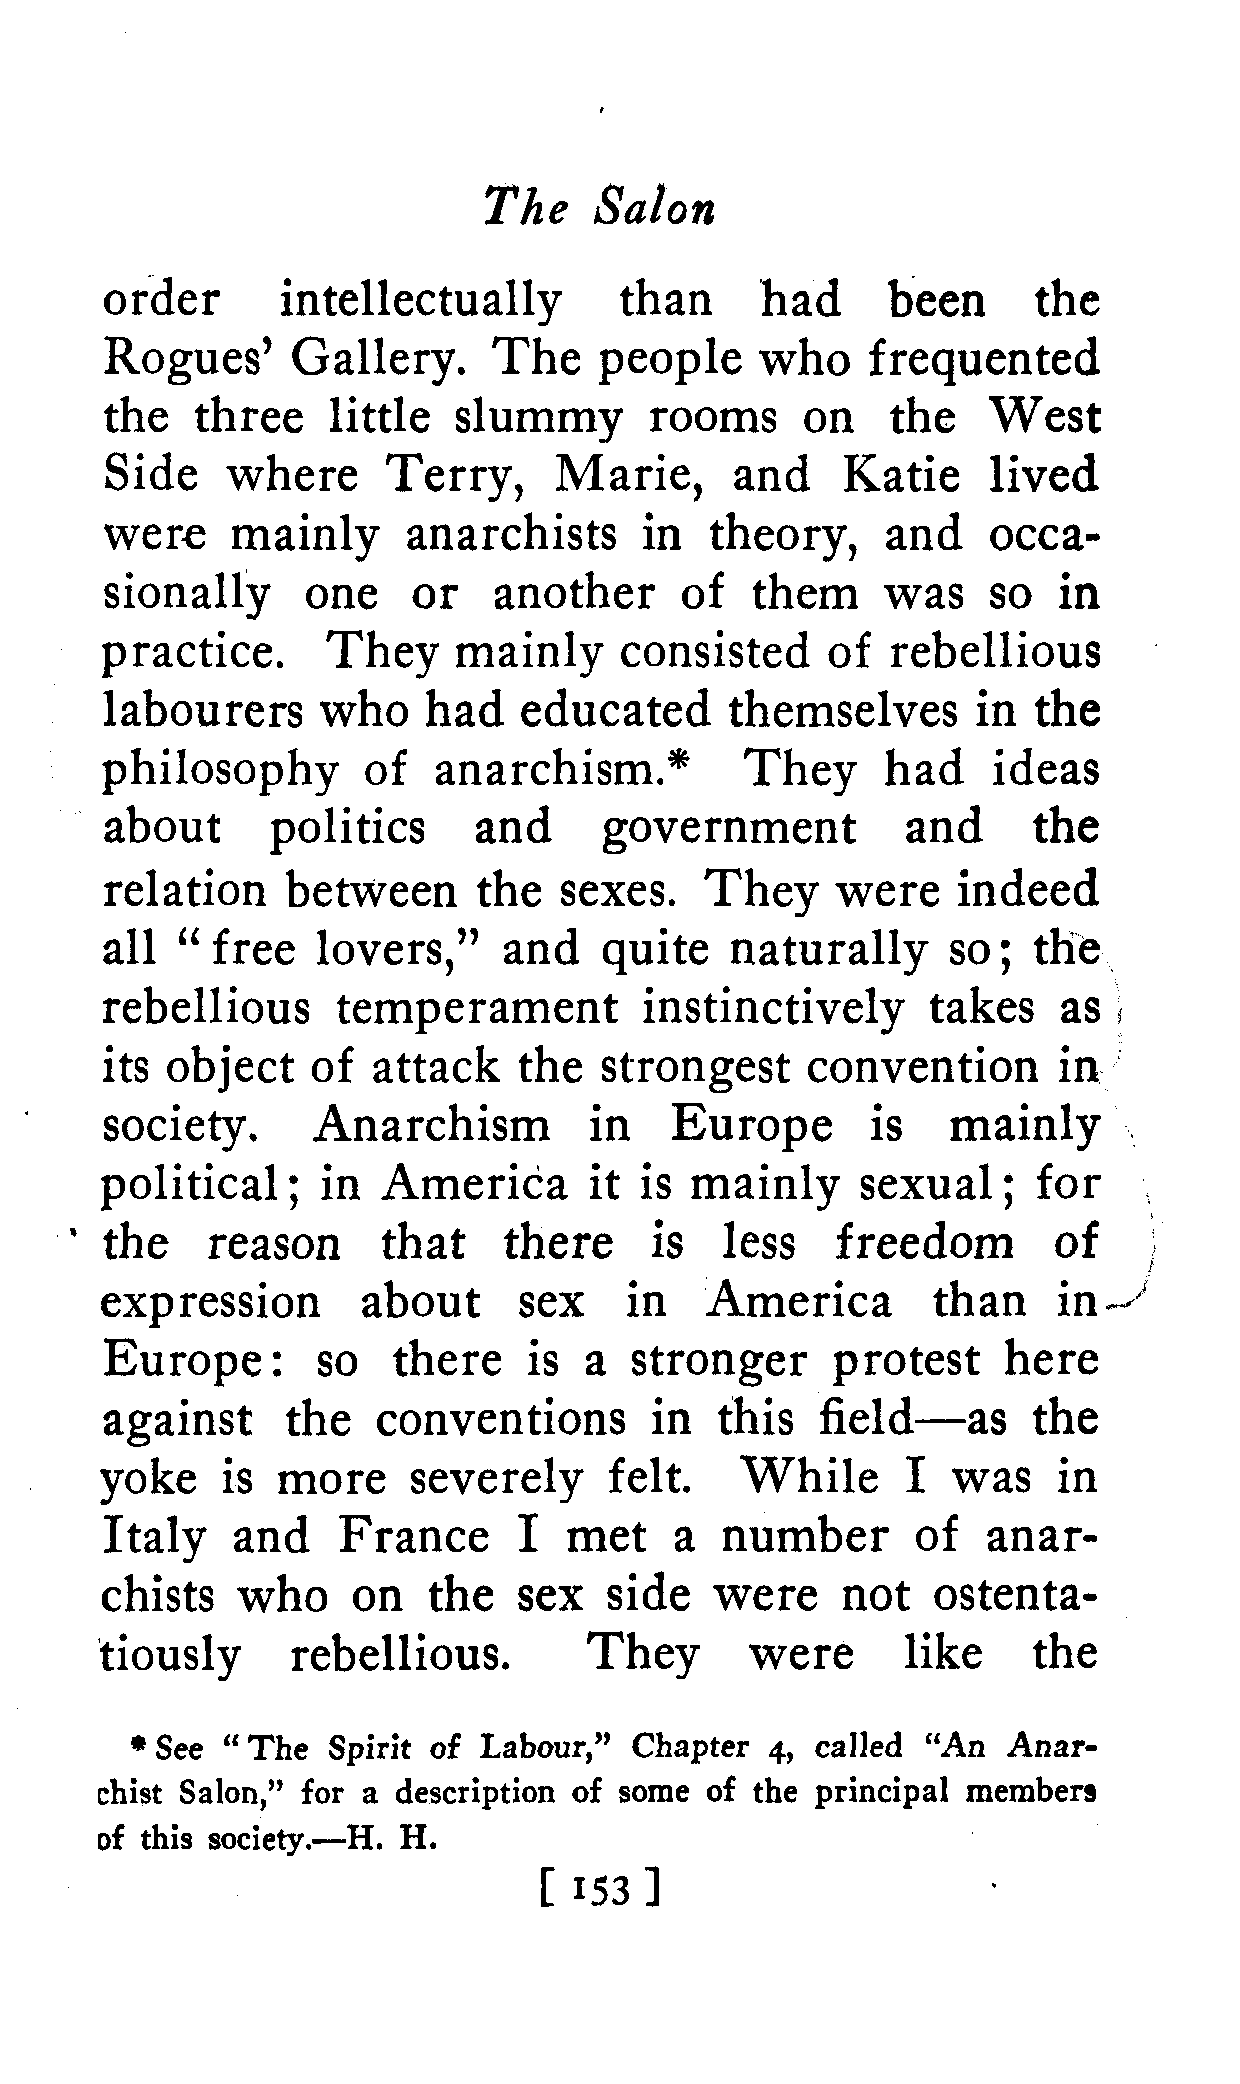 The Salon
order intellectually than had been the
Rogues' Gallery. The people who frequented
the three little slummy rooms on the West
Side where Terry, Marie, and Katie lived
were mainly anarchists in theory, and occa-
sionally one or another of them was so in
practice. They mainly consisted of rebellious
labourers who had educated themselves in the
philosophy of anarchism.* They had ideas
about politics and government and the
relation between the sexes. They were indeed
all " free lovers," and quite naturally so; the
rebellious temperament instinctively takes as
its object of attack the strongest convention in
society. Anarchism in Europe is mainly
political; in America it is mainly sexual; for
the reason that there is less freedom of
expression about sex in America than in
Europe: so there is a stronger protest here
against the conventions in this field—as the
yoke is more severely felt. While I was in
Italy and France I met a number of anar-
chists who on the sex side were not ostenta-
tiously rebellious. They were like the
* See " The Spirit of Labour," Chapter 4, called "An Anar-
chist Salon," for a description of some of the principal members
of this society.—H. H.
[ 153 ]